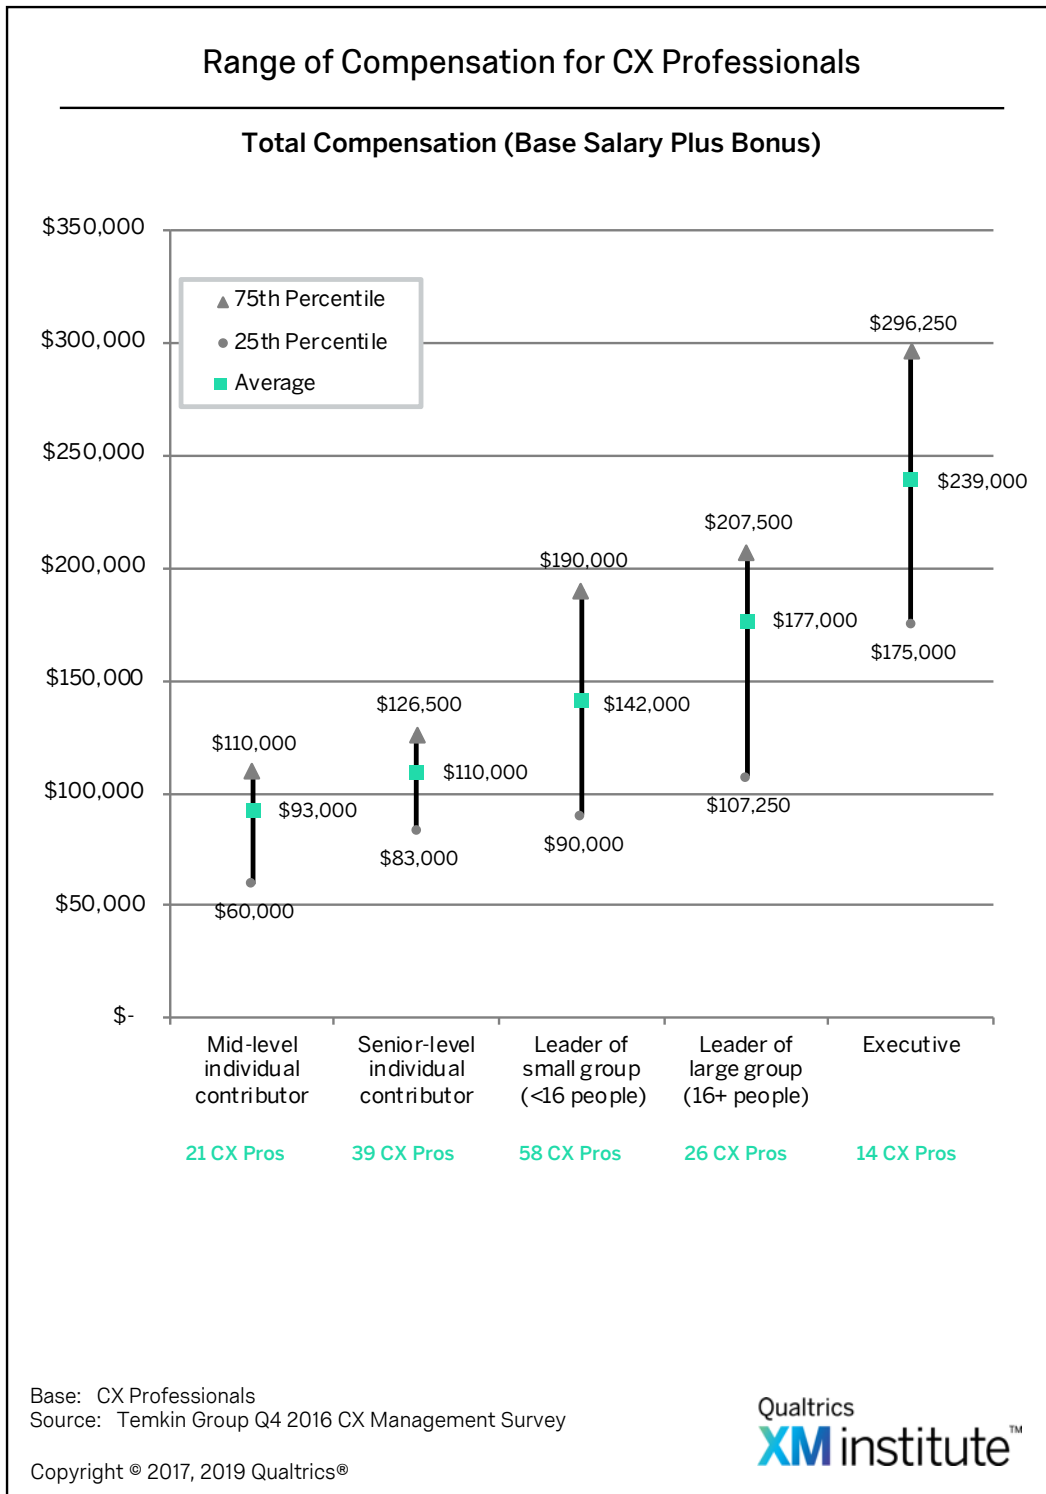 Range of Compensation for CX Professionals
Total Compensation (Base Salary Plus Bonus)
$350,000
$300,000
$250,000
$200,000
$150,000
$100,000
$50,000
$-
75th Percentile
25th Percentile
Average
$110,000
$93,000
$60,000
$126,500
$110,000
$83,000
$190,000
$142,000
$90,000
$207,500
$177,000
$107,250
$296,250
$239,000
$175,000
Mid-level
individual
contributor
Senior-level
individual
contributor
Leader of
small group
(<16 people)
Leader of
large group
(16+ people)
Executive
21 CX Pros
39 CX Pros
58 CX Pros
26 CX Pros
14 CX Pros
Base: CX Professionals
Source: Temkin Group Q4 2016 CX Management Survey
Copyright © 2017, 2019 Qualtrics®
Qualtrics
XM institute™